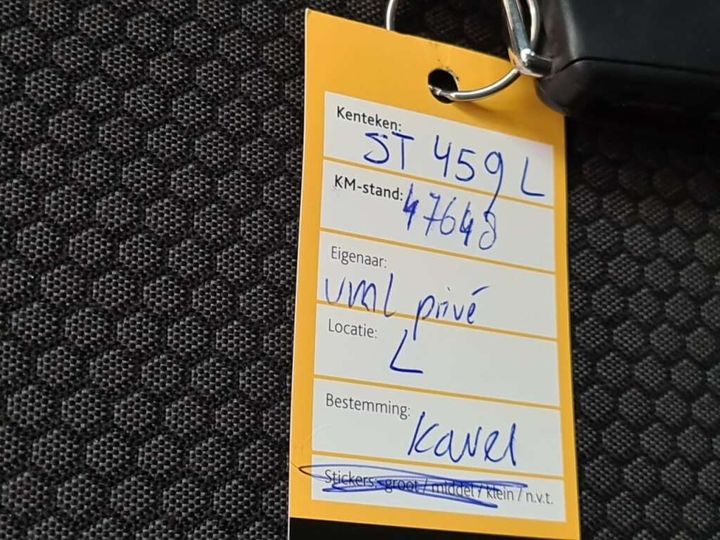 Kenteken:
ST 459 L
KM-stand:
47648
Eigenaar:
vml privé
Locatie:
L
Bestemming:
Kavel
Stickers: groot / middel / klein / n.v.t.